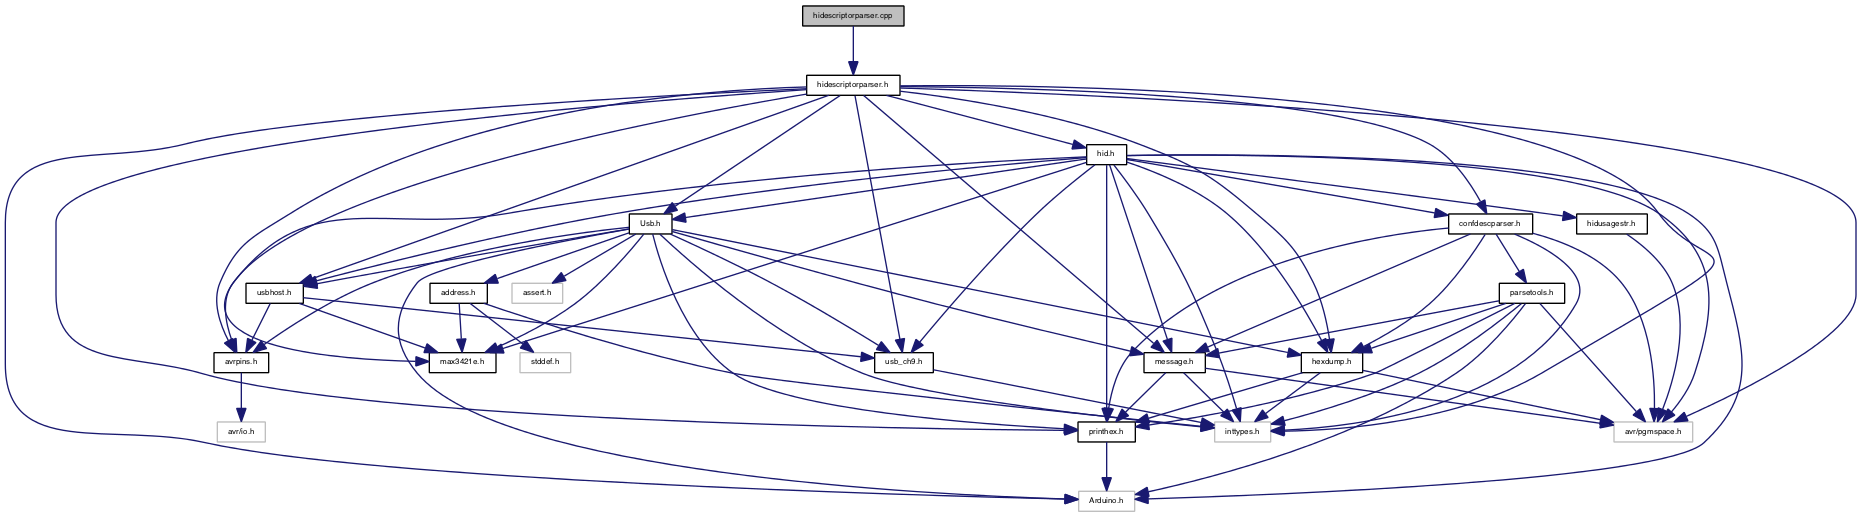 hidescriptorparser.cpp
hidescriptorparser.h
hid.h
Usb.h
confdescparser.h
hidusagestr.h
usbhost.h
address.h
assert.h
parsetools.h
avrpins.h
max3421e.h
stddef.h
usb_ch9.h
message.h
hexdump.h
avr/io.h
printhex.h
inttypes.h
avr/pgmspace.h
Arduino.h